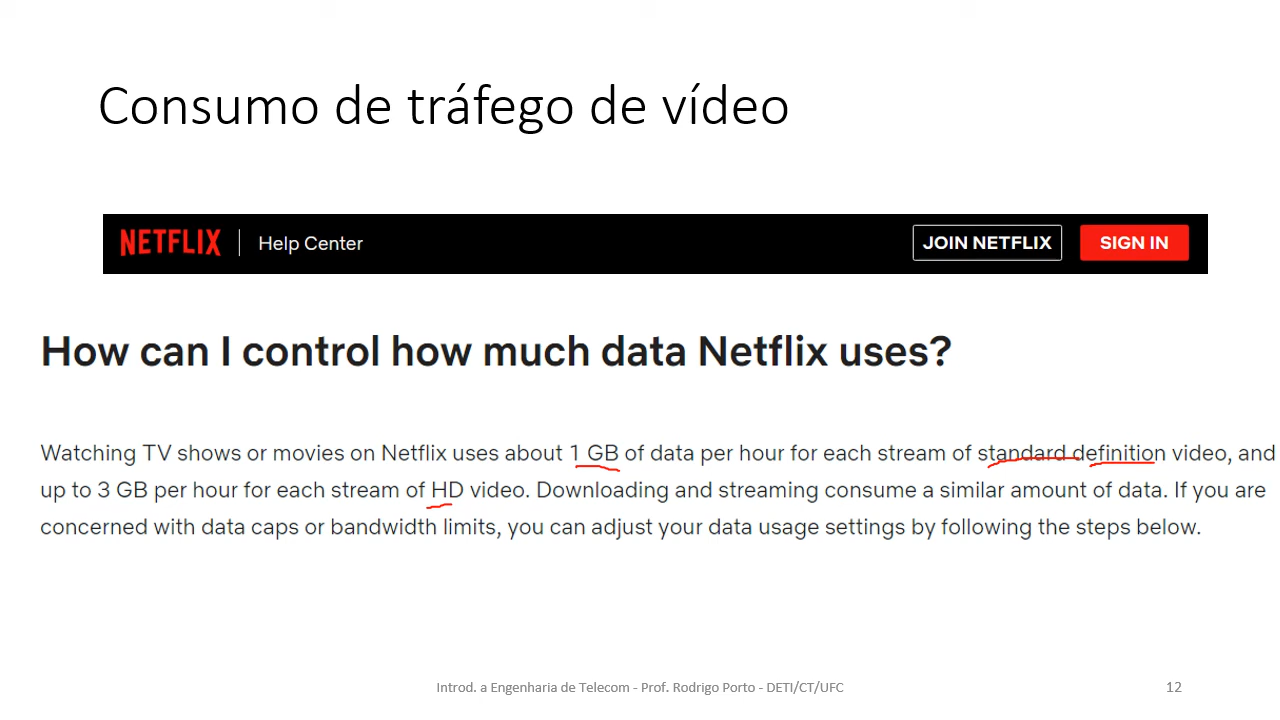 Consumo de tráfego de vídeo
NETFLIX | Help Center JOIN NETFLIX SIGN IN
How can I control how much data Netflix uses?
Watching TV shows or movies on Netflix uses about 1 GB of data per hour for each stream of standard definition video, and
up to 3 GB per hour for each stream of HD video. Downloading and streaming consume a similar amount of data. If you are
concerned with data caps or bandwidth limits, you can adjust your data usage settings by following the steps below.
Introd. a Engenharia de Telecom - Prof. Rodrigo Porto - DETI/CT/UFC 12